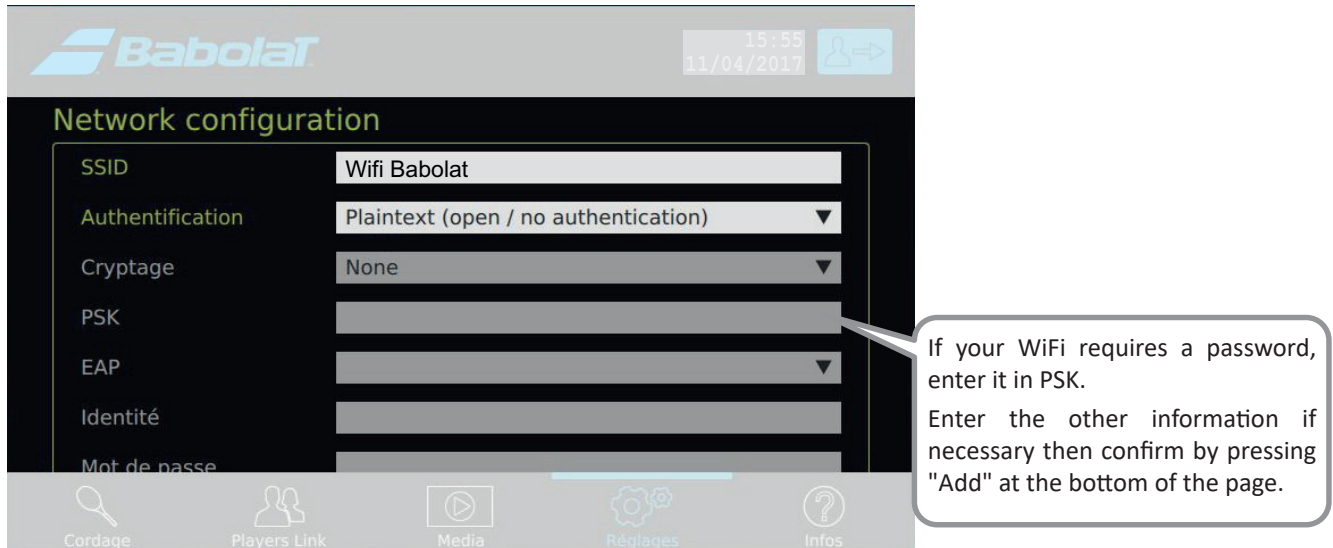 Babolat
15:55
11/04/2017
Network configuration
SSID
Wifi Babolat
Authentification
Plaintext (open / no authentication)
Cryptage
None
PSK
EAP
Identité
Mot de passe
Cordage
Players Link
Media
Réglages
Infos
If your WiFi requires a password,
enter it in PSK.
Enter the other information if
necessary then confirm by pressing
"Add" at the bottom of the page.